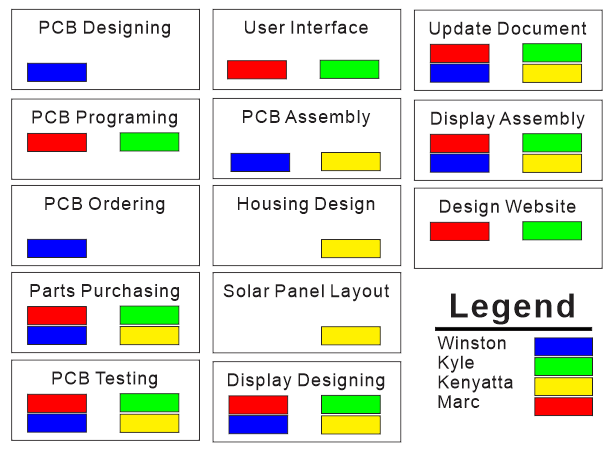 PCB Designing
PCB Programing
PCB Ordering
Parts Purchasing
PCB Testing
User Interface
PCB Assembly
Housing Design
Solar Panel Layout
Display Designing
Update Document
Display Assembly
Design Website
Legend
Winston
Kyle
Kenyatta
Marc